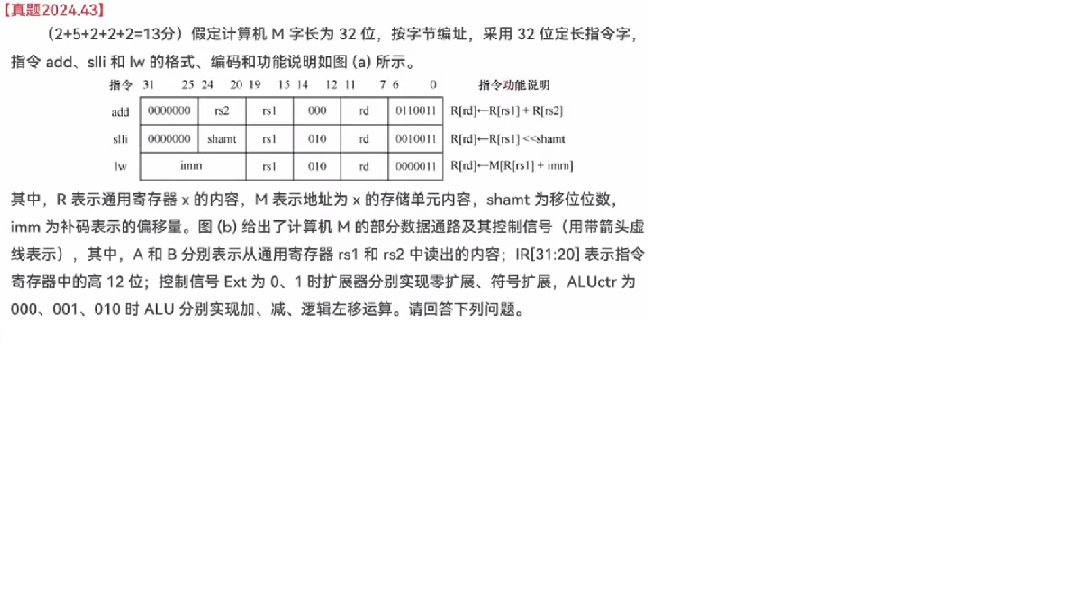 【真题2024.43】
（2+5+2+2+2=13分）假定计算机 M 字长为 32 位，按字节编址，采用 32 位定长指令字，
指令 add、slli 和 lw 的格式、编码和功能说明如图 (a) 所示。
指令 31 25 24 20 19 15 14 12 11 7 6 0 指令功能说明
add 0000000 rs2 rs1 000 rd 0110011 R[rd]←R[rs1] + R[rs2]
slli 0000000 shamt rs1 010 rd 0010011 R[rd]←R[rs1] <<shamt
lw imm rs1 010 rd 0000011 R[rd]←M[R[rs1] + imm]
其中，R 表示通用寄存器 x 的内容，M 表示地址为 x 的存储单元内容，shamt 为移位位数，
imm 为补码表示的偏移量。图 (b) 给出了计算机 M 的部分数据通路及其控制信号（用带箭头虚
线表示），其中，A 和 B 分别表示从通用寄存器 rs1 和 rs2 中读出的内容；IR[31:20] 表示指令
寄存器中的高 12 位；控制信号 Ext 为 0、1 时扩展器分别实现零扩展、符号扩展，ALUctr 为
000、001、010 时 ALU 分别实现加、减、逻辑左移运算。请回答下列问题。